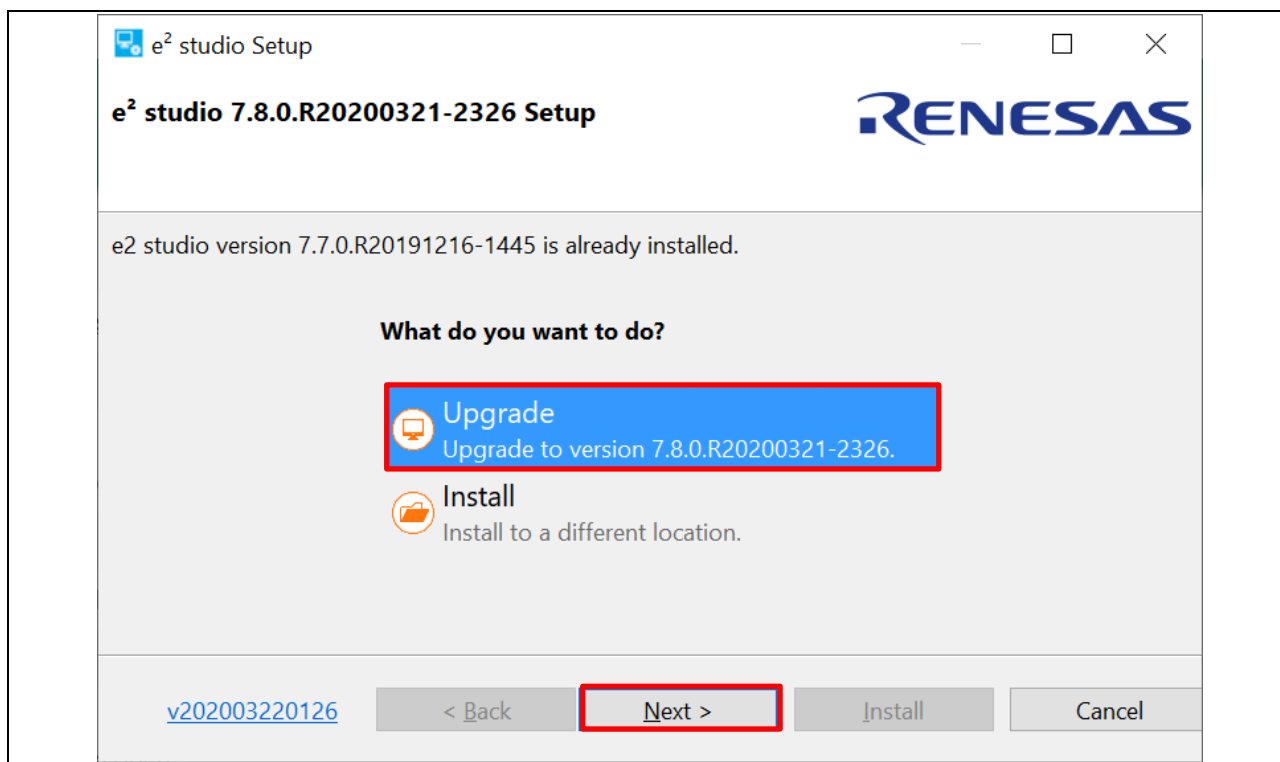 e² studio Setup
e² studio 7.8.0.R20200321-2326 Setup
RENESAS
e2 studio version 7.7.0.R20191216-1445 is already installed.
What do you want to do?
Upgrade
Upgrade to version 7.8.0.R20200321-2326.
Install
Install to a different location.
v202003220126 < Back Next > Install Cancel